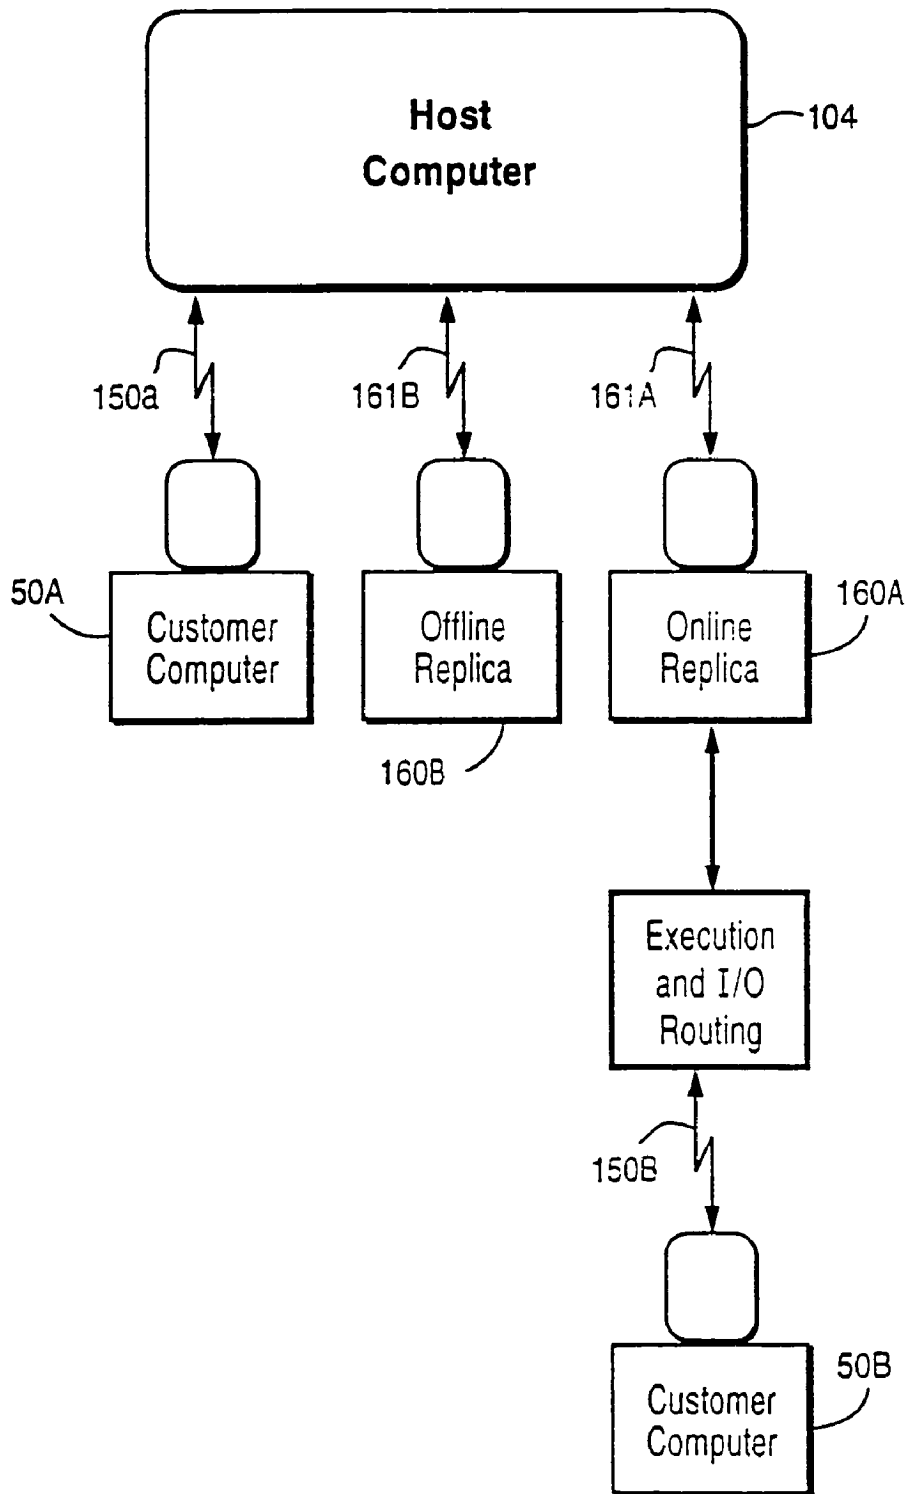 Host
Computer
104
150a
161B
161A
50A
Customer
Computer
Offline
Replica
Online
Replica
160A
160B
Execution
and I/O
Routing
150B
50B
Customer
Computer